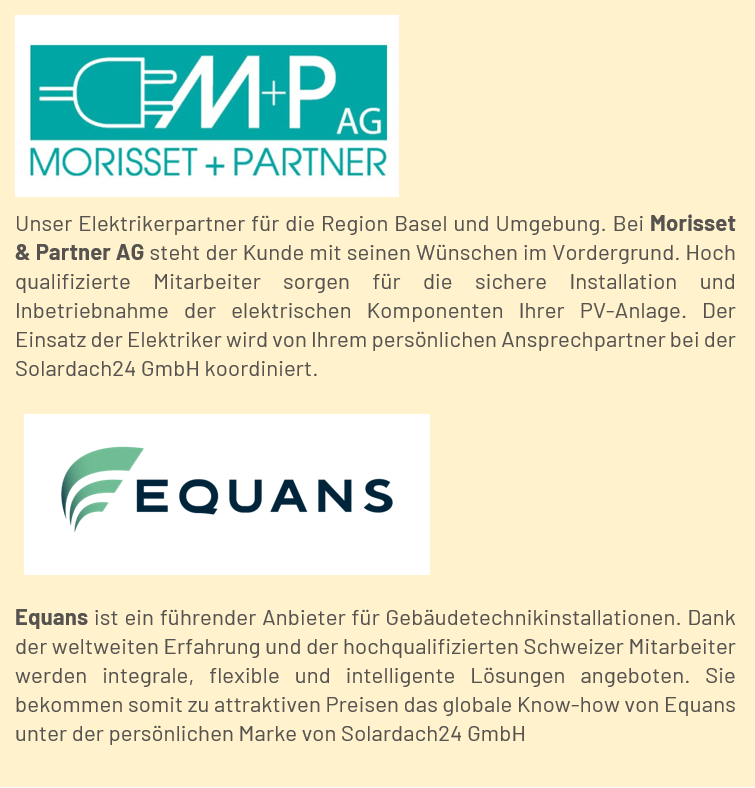 M+P
AG
MORISSET + PARTNER
Unser Elektrikerpartner für die Region Basel und Umgebung. Bei Morisset
& Partner AG steht der Kunde mit seinen Wünschen im Vordergrund. Hoch
qualifizierte Mitarbeiter sorgen für die sichere Installation und
Inbetriebnahme der elektrischen Komponenten Ihrer PV-Anlage. Der
Einsatz der Elektriker wird von Ihrem persönlichen Ansprechpartner bei der
Solardach24 GmbH koordiniert.
EQUANS
Equans ist ein führender Anbieter für Gebäudetechnikinstallationen. Dank
der weltweiten Erfahrung und der hochqualifizierten Schweizer Mitarbeiter
werden integrale, flexible und intelligente Lösungen angeboten. Sie
bekommen somit zu attraktiven Preisen das globale Know-how von Equans
unter der persönlichen Marke von Solardach24 GmbH